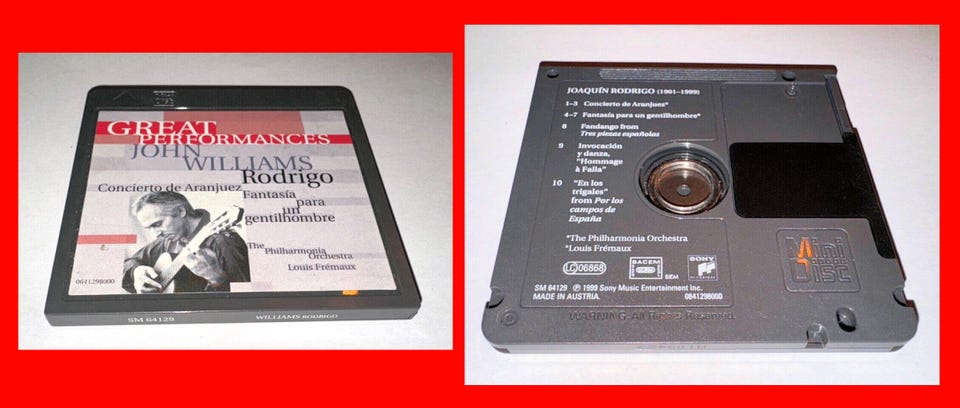 GREAT
PERFORMANCES
JOHN
WILLIAMS
Rodrigo
Concierto de Aranjuez
Fantasía
para
un
gentilhombre
The
Philharmonia
Orchestra
Louis Frémaux
0641298000
SM 64129 WILLIAMS RODRIGO
JOAQUÍN RODRIGO (1901–1999)
1–3 Concierto de Aranjuez*
4–7 Fantasía para un gentilhombre*
8 Fandango from
Tres piezas españolas
9 Invocación
y danza,
"Hommage
à Falla"
10 "En los
trigales"
from Por los
campos de
España
*The Philharmonia Orchestra
*Louis Frémaux
LC 06868
SACEM
SDRM
SACD
SONY
SM 64129 ℗ 1999 Sony Music Entertainment Inc.
MADE IN AUSTRIA. 0641298000
WARNING: All Rights Reserved.
Mini
Disc